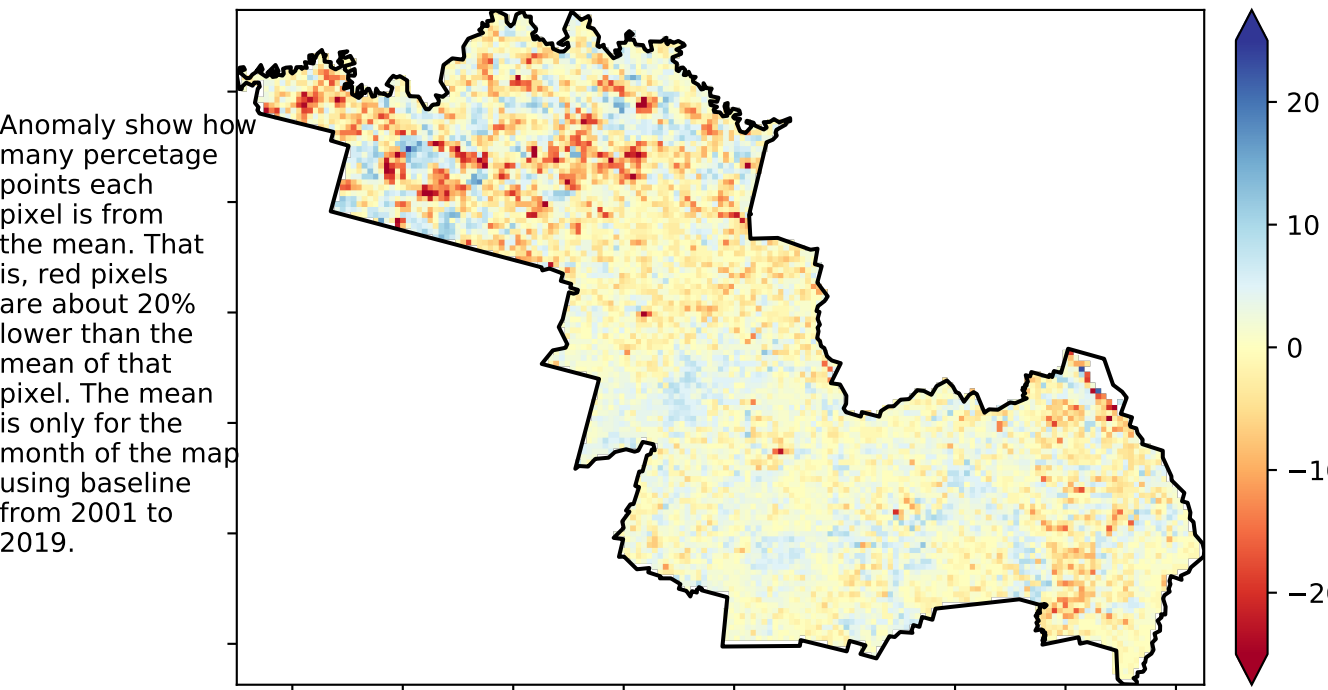 Anomaly show how
many percetage
points each
pixel is from
the mean. That
is, red pixels
are about 20%
lower than the
mean of that
pixel. The mean
is only for the
month of the map
using baseline
from 2001 to
2019.
20
10
0
−10
−20